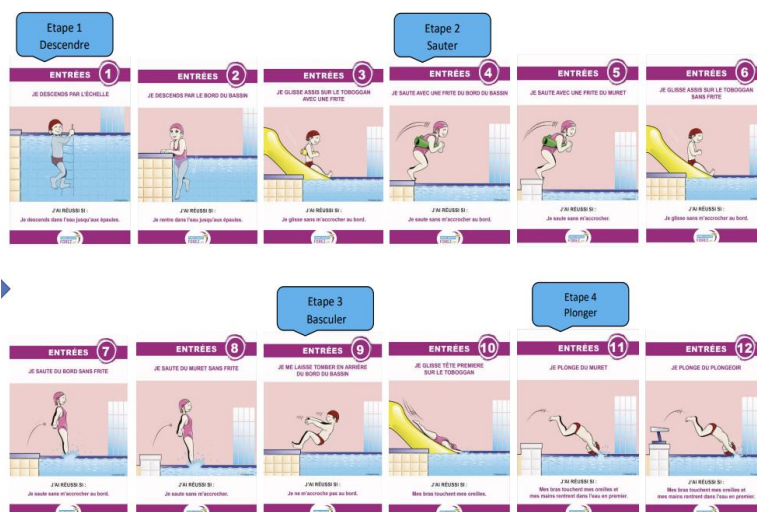 Etape 1
Descendre
Etape 2
Sauter
ENTRÉES 1
JE DESCENDS PAR L'ÉCHELLE
J'AI RÉUSSI SI :
Je descends dans l'eau jusqu'aux épaules.
ENTRÉES 2
JE DESCENDS PAR LE BORD DU BASSIN
J'AI RÉUSSI SI :
Je rentre dans l'eau jusqu'aux épaules.
ENTRÉES 3
JE GLISSE ASSIS SUR LE TOBOGGAN
AVEC UNE FRITE
J'AI RÉUSSI SI :
Je glisse sans m'accrocher au bord.
ENTRÉES 4
JE SAUTE AVEC UNE FRITE DU BORD DU BASSIN
J'AI RÉUSSI SI :
Je saute sans m'accrocher au bord.
ENTRÉES 5
JE SAUTE AVEC UNE FRITE DU MURET
J'AI RÉUSSI SI :
Je saute sans m'accrocher.
ENTRÉES 6
JE GLISSE ASSIS SUR LE TOBOGGAN
SANS FRITE
J'AI RÉUSSI SI :
Je glisse sans m'accrocher au bord.
Etape 3
Basculer
Etape 4
Plonger
ENTRÉES 7
JE SAUTE DU BORD SANS FRITE
J'AI RÉUSSI SI :
Je saute sans m'accrocher au bord.
ENTRÉES 8
JE SAUTE DU MURET SANS FRITE
J'AI RÉUSSI SI :
Je saute sans m'accrocher.
ENTRÉES 9
JE ME LAISSE TOMBER EN ARRIÈRE
DU BORD DU BASSIN
J'AI RÉUSSI SI :
Je ne m'accroche pas au bord.
ENTRÉES 10
JE GLISSE TÊTE PREMIERE
SUR LE TOBOGGAN
J'AI RÉUSSI SI :
Mes bras touchent mes oreilles.
ENTRÉES 11
JE PLONGE DU MURET
J'AI RÉUSSI SI :
Mes bras touchent mes oreilles et
mes mains rentrent dans l'eau en premier.
ENTRÉES 12
JE PLONGE DU PLONGEOIR
J'AI RÉUSSI SI :
Mes bras touchent mes oreilles et
mes mains rentrent dans l'eau en premier.